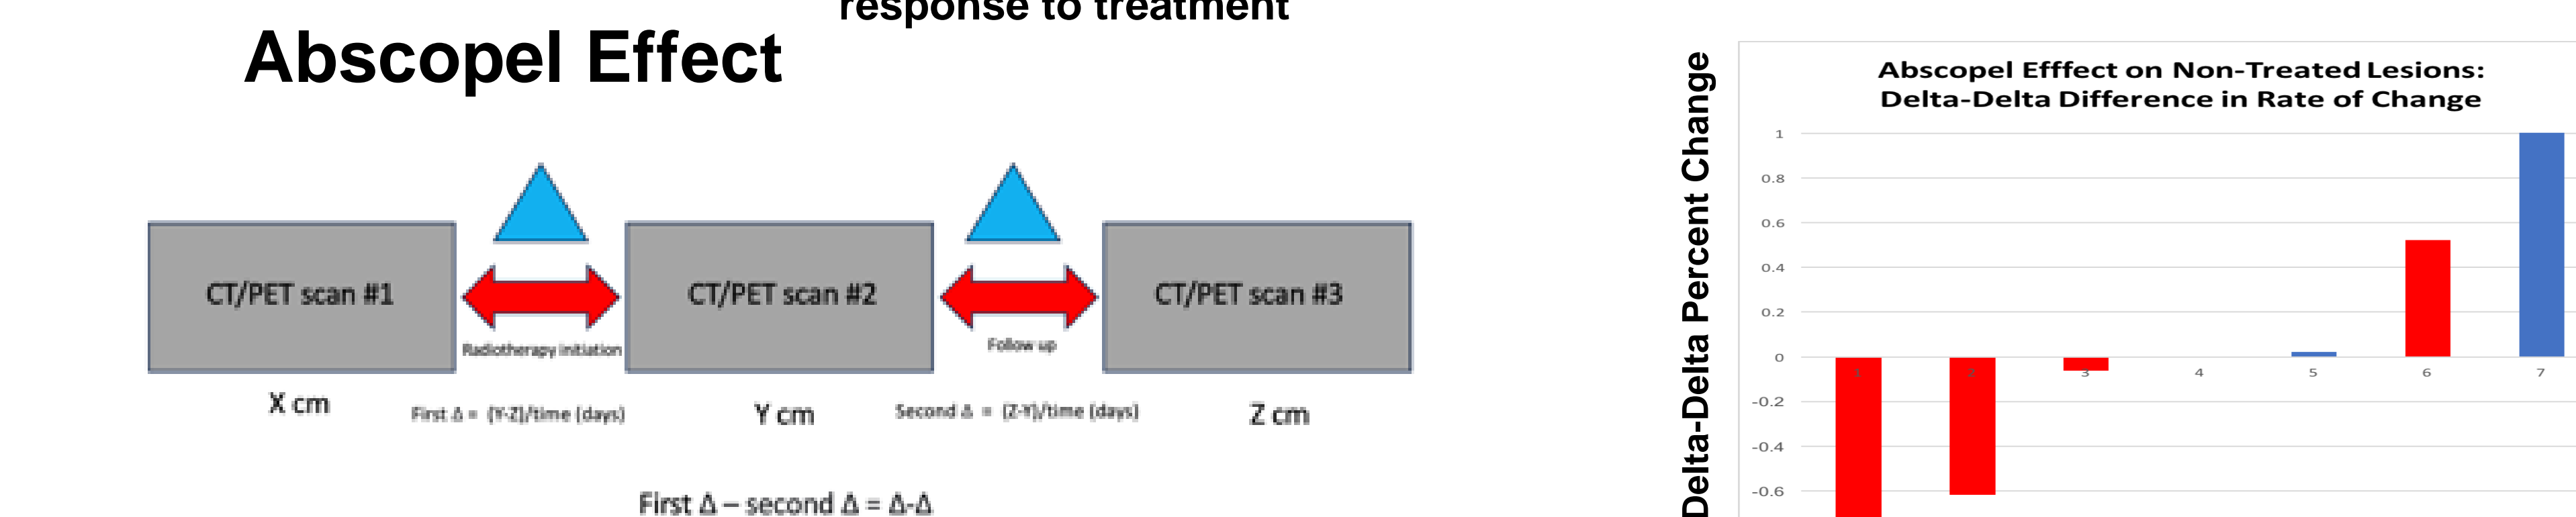 response to treatment
Abscopel Effect
CT/PET scan #1
CT/PET scan #2
CT/PET scan #3
Radiotherapy initiation
Follow up
X cm
First Δ = (Y-Z)/time (days)
Y cm
Second Δ = (Z-Y)/time (days)
Z cm
First Δ – second Δ = Δ-Δ
Delta-Delta Percent Change
Abscopel Efffect on Non-Treated Lesions:
Delta-Delta Difference in Rate of Change
1
0.8
0.6
0.4
0.2
0
-0.2
-0.4
-0.6
1 2 3 4 5 6 7